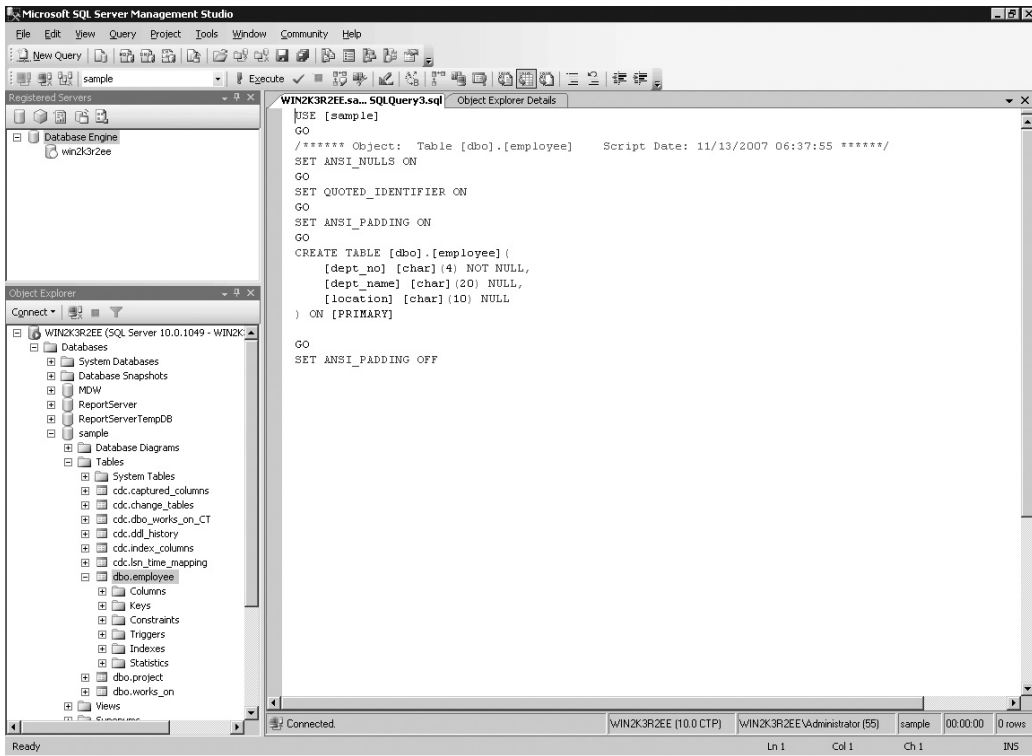 Microsoft SQL Server Management Studio
File Edit View Query Project Tools Window Community Help
New Query
sample Execute
Registered Servers
Database Engine
win2k3r2ee
Object Explorer
Connect
WIN2K3R2EE (SQL Server 10.0.1049 - WIN2K
Databases
System Databases
Database Snapshots
MDW
ReportServer
ReportServerTempDB
sample
Database Diagrams
Tables
System Tables
cdc.captured_columns
cdc.change_tables
cdc.dbo_works_on_CT
cdc.ddl_history
cdc.index_columns
cdc.lsn_time_mapping
dbo.employee
Columns
Keys
Constraints
Triggers
Indexes
Statistics
dbo.project
dbo.works_on
Views
WIN2K3R2EE.sa... SQLQuery3.sql Object Explorer Details
USE [sample]
GO
/****** Object:  Table [dbo].[employee]    Script Date: 11/13/2007 06:37:55 ******/
SET ANSI_NULLS ON
GO
SET QUOTED_IDENTIFIER ON
GO
SET ANSI_PADDING ON
GO
CREATE TABLE [dbo].[employee](
[dept_no] [char](4) NOT NULL,
[dept_name] [char](20) NULL,
[location] [char](10) NULL
) ON [PRIMARY]
GO
SET ANSI_PADDING OFF
Connected. WIN2K3R2EE (10.0 CTP) WIN2K3R2EE\Administrator (55) sample 00:00:00 0 rows
Ready Ln 1 Col 1 Ch 1 INS